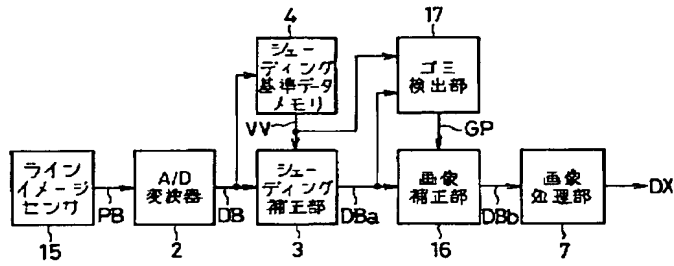 4
17
シェー
ディング
基準データ
メモリ
ゴミ
検出部
VV
GP
ライン
イメージ
センサ
PB
A/D
変換器
DB
シェー
ディング
補正部
DBa
画像
補正部
DBb
画像
処理部
DX
15
2
3
16
7